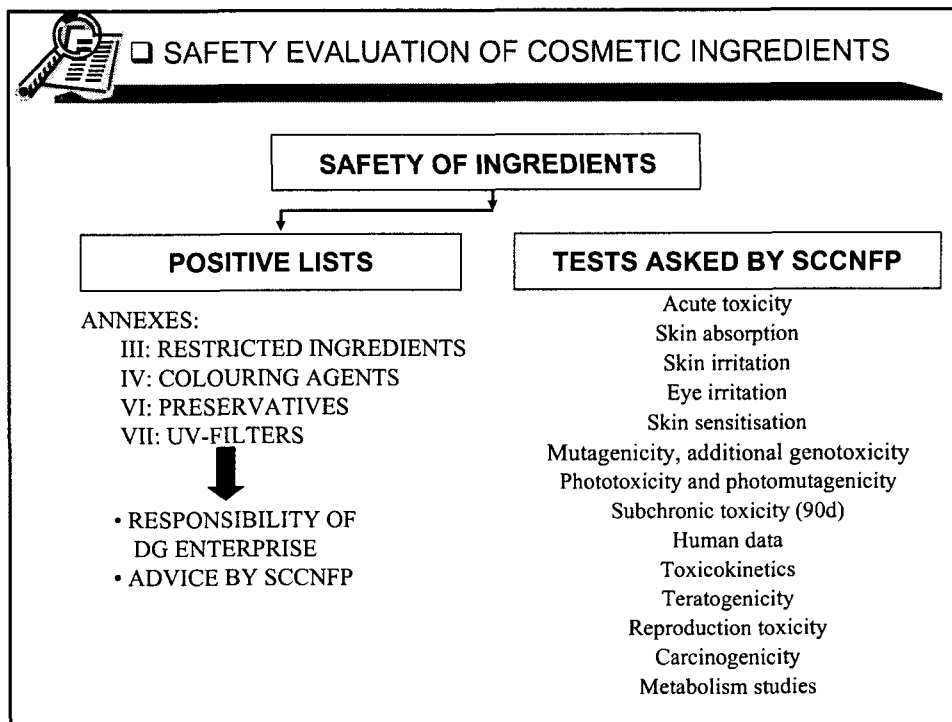 ❑ SAFETY EVALUATION OF COSMETIC INGREDIENTS
SAFETY OF INGREDIENTS
POSITIVE LISTS
ANNEXES:
III: RESTRICTED INGREDIENTS
IV: COLOURING AGENTS
VI: PRESERVATIVES
VII: UV-FILTERS
• RESPONSIBILITY OF
DG ENTERPRISE
• ADVICE BY SCCNFP
TESTS ASKED BY SCCNFP
Acute toxicity
Skin absorption
Skin irritation
Eye irritation
Skin sensitisation
Mutagenicity, additional genotoxicity
Phototoxicity and photomutagenicity
Subchronic toxicity (90d)
Human data
Toxicokinetics
Teratogenicity
Reproduction toxicity
Carcinogenicity
Metabolism studies